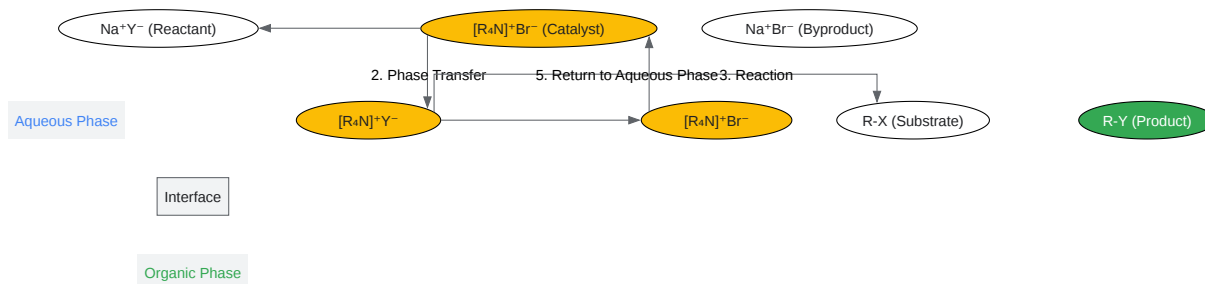 Na⁺Y⁻ (Reactant)
[R₄N]⁺Br⁻ (Catalyst)
Na⁺Br⁻ (Byproduct)
2. Phase Transfer
5. Return to Aqueous Phase
3. Reaction
Aqueous Phase
[R₄N]⁺Y⁻
[R₄N]⁺Br⁻
R-X (Substrate)
R-Y (Product)
Interface
Organic Phase